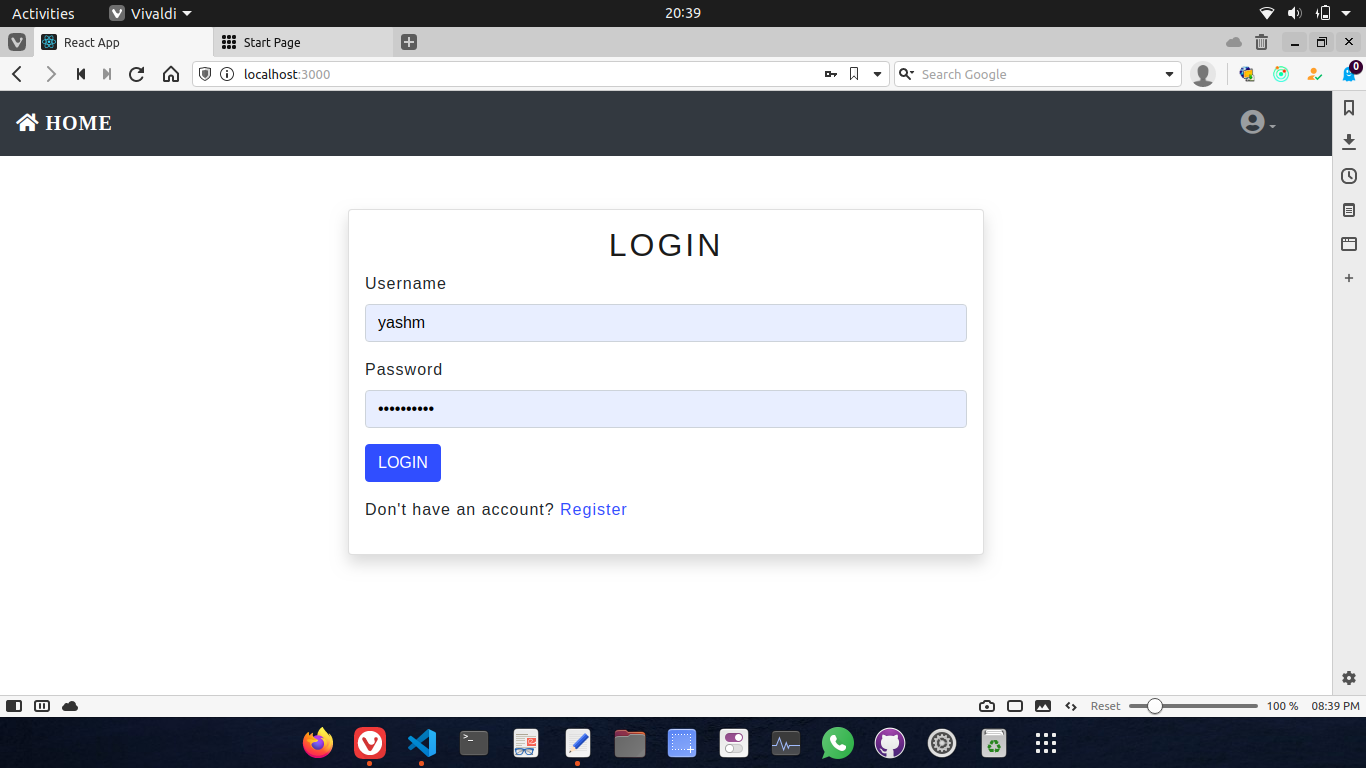 Activities Vivaldi 20:39
React App Start Page
localhost:3000 Search Google 0
HOME
LOGIN
Username
yashm
Password
••••••••••
LOGIN
Don't have an account? Register
Reset 100 % 08:39 PM
>_